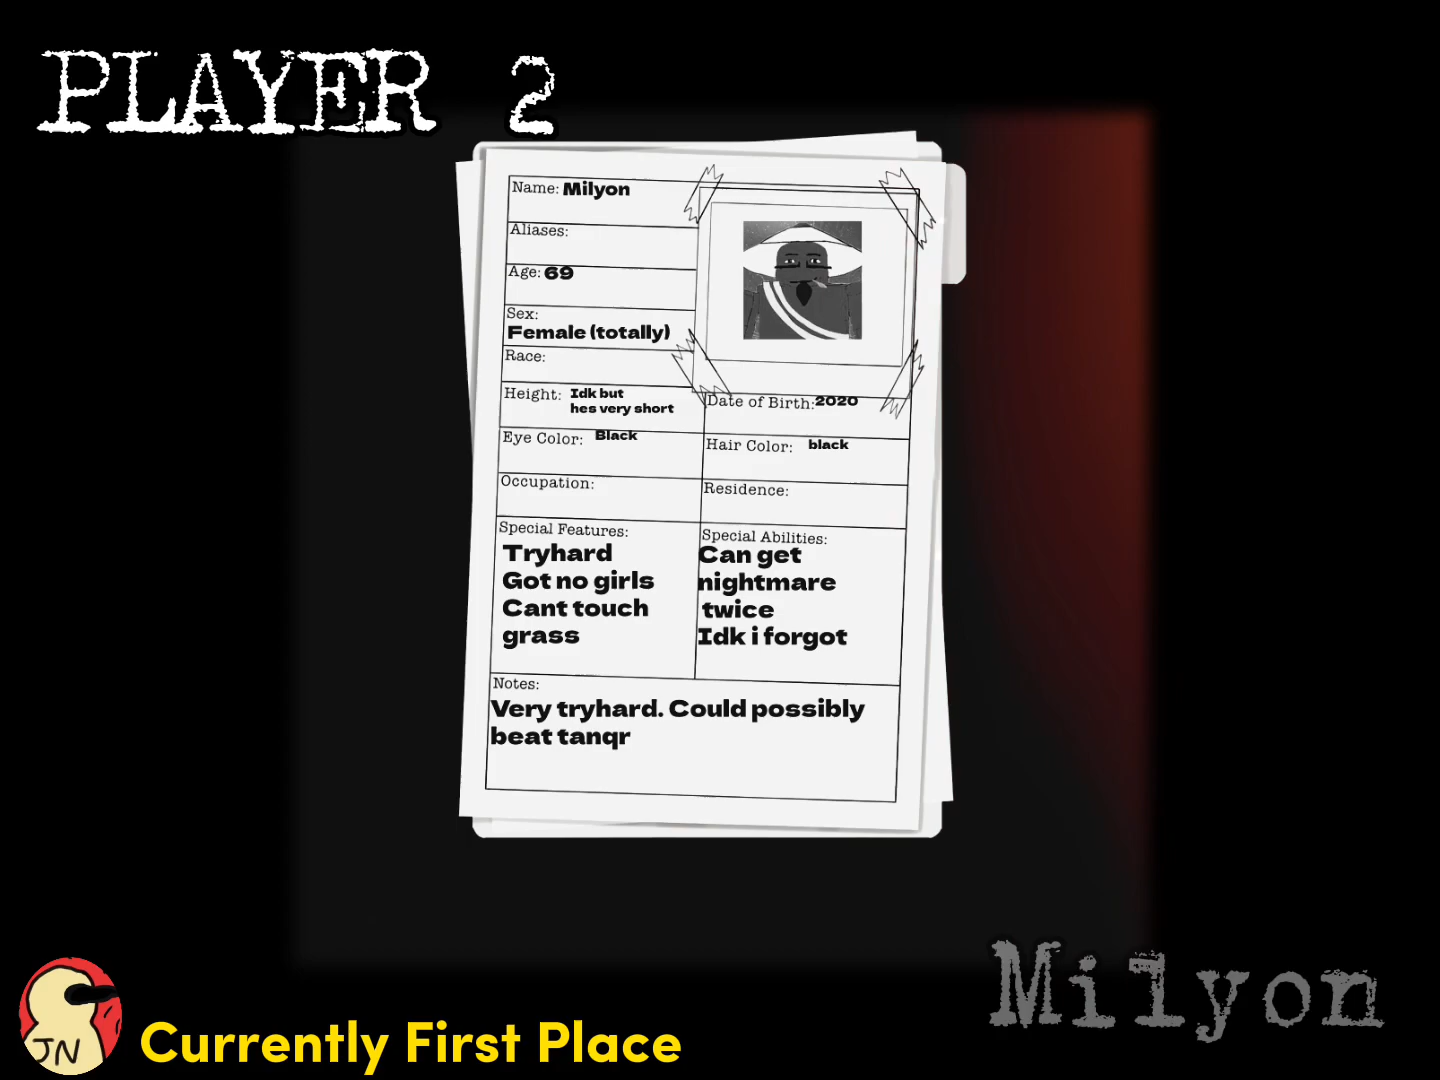 PLAYER 2
Name: Milyon
Aliases:
Age: 69
Sex:
Female (totally)
Race:
Height: Idk but
hes very short
Date of Birth: 2020
Eye Color: Black
Hair Color: black
Occupation:
Residence:
Special Features:
Tryhard
Got no girls
Cant touch
grass
Special Abilities:
Can get
nightmare
twice
Idk i forgot
Notes:
Very tryhard. Could possibly
beat tanqr
Milyon
JN
Currently First Place